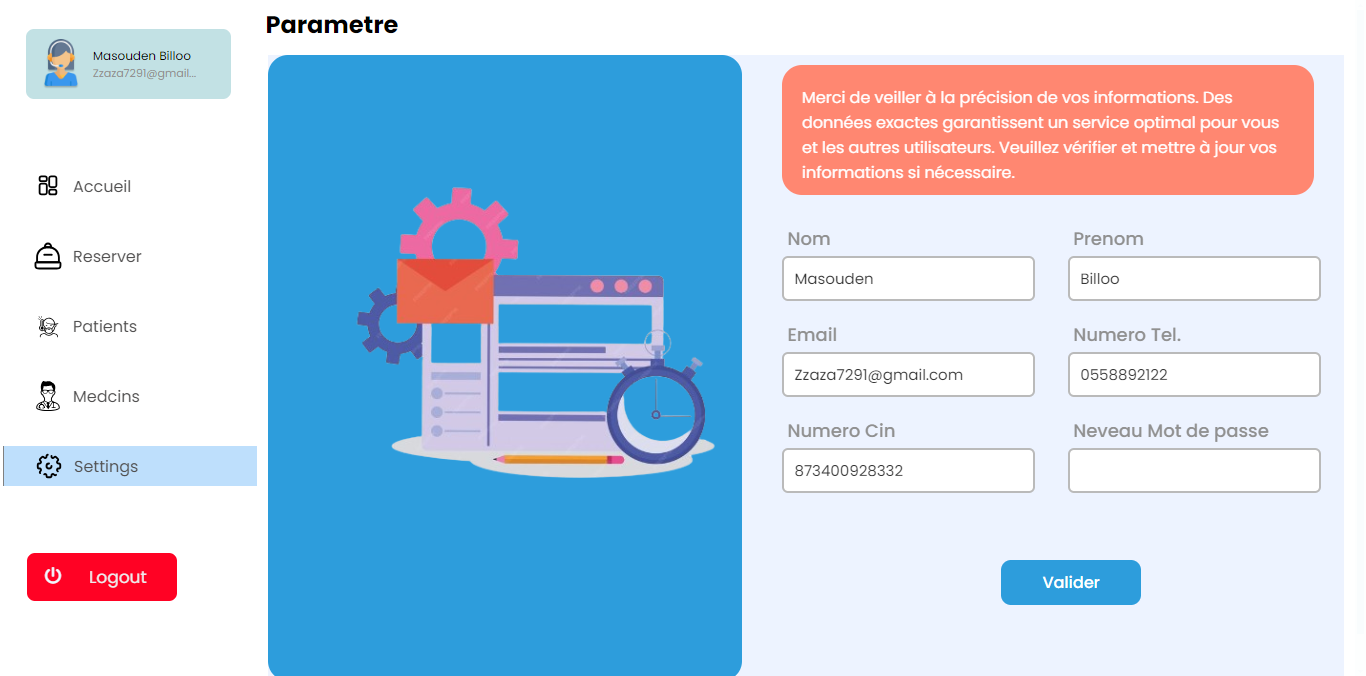 Parametre
Masouden Billoo
Zzaza7291@gmail...
Accueil
Reserver
Patients
Medcins
Settings
Logout
Merci de veiller à la précision de vos informations. Des
données exactes garantissent un service optimal pour vous
et les autres utilisateurs. Veuillez vérifier et mettre à jour vos
informations si nécessaire.
Nom
Prenom
Masouden
Billoo
Email
Numero Tel.
Zzaza7291@gmail.com
0558892122
Numero Cin
Neveau Mot de passe
873400928332
Valider